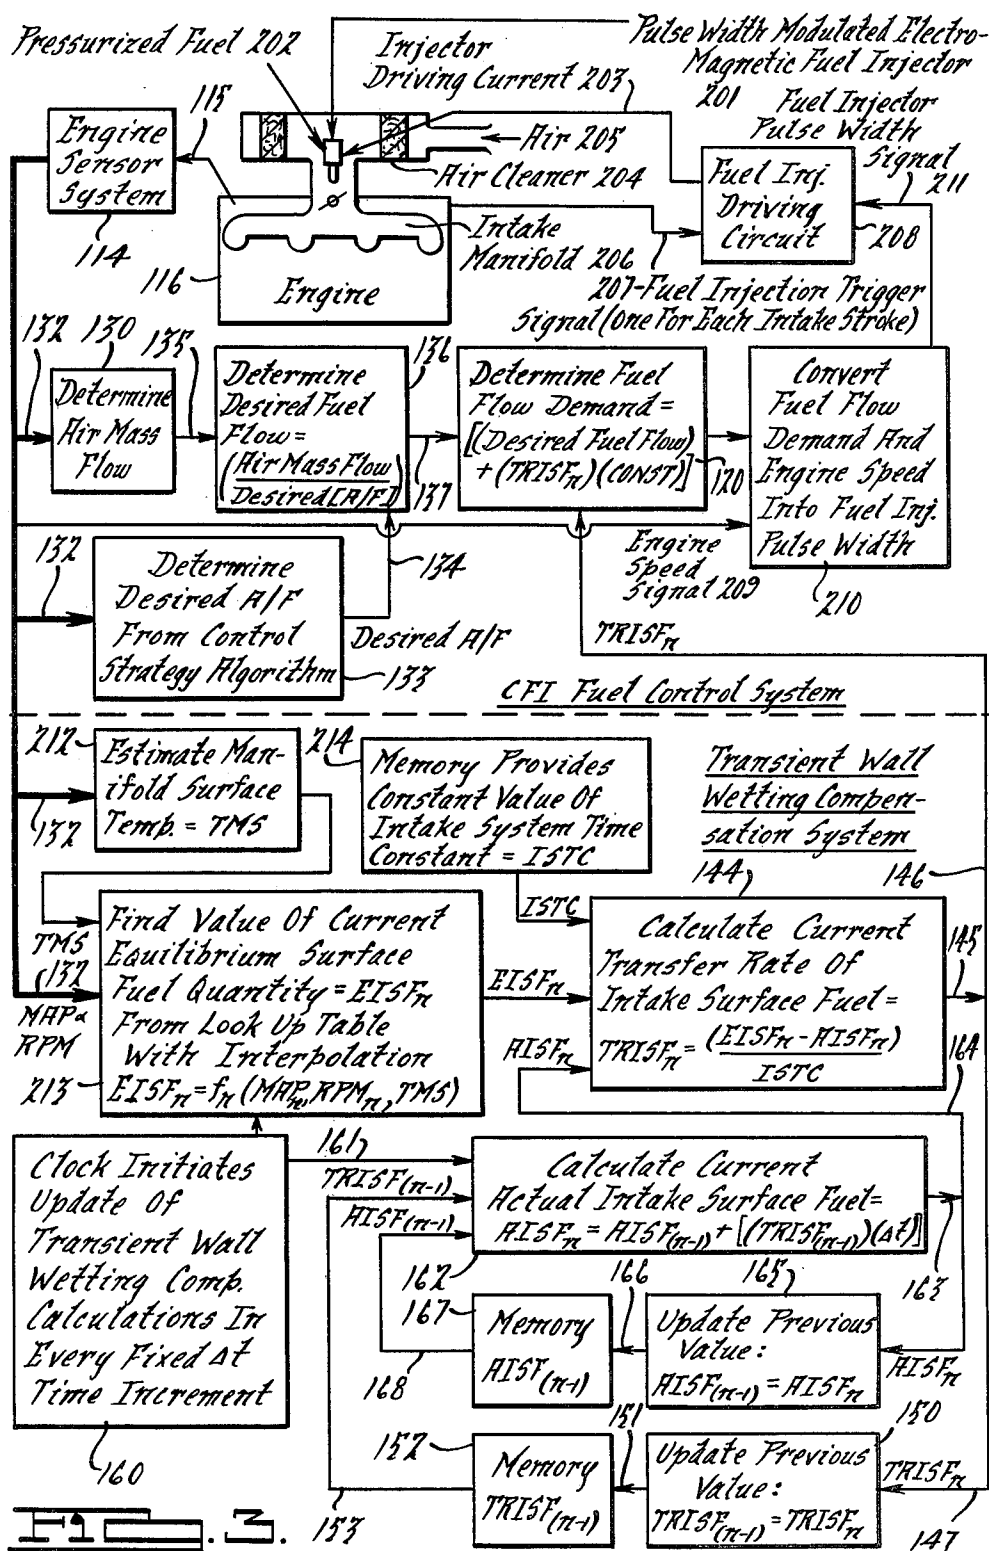 Pressurized Fuel 202
Injector
Driving Current 203
Pulse Width Modulated Electro-
Magnetic Fuel Injector
201
Fuel Injector
Pulse Width
Signal
211
115
Engine
Sensor
System
114
Air 205
Air Cleaner 204
Fuel Inj.
Driving
Circuit
208
Intake
Manifold 206
116
Engine
207-Fuel Injection Trigger
Signal (One For Each Intake Stroke)
132
130
135
136
Determine
Air Mass
Flow
Determine
Desired Fuel
Flow =
(Air Mass Flow
Desired [A/F])
137
Determine Fuel
Flow Demand =
[(Desired Fuel Flow)
+ (TRISFn)(CONST)]
120
Convert
Fuel Flow
Demand And
Engine Speed
Into Fuel Inj.
Pulse Width
210
132
134
Engine
Speed
Signal 209
Determine
Desired A/F
From Control
Strategy Algorithm
133
Desired A/F
TRISFn
CFI Fuel Control System
212
Estimate Man-
ifold Surface
Temp. = TMS
132
214
Memory Provides
Constant Value Of
Intake System Time
Constant = ISTC
Transient Wall
Wetting Compen-
sation System
144
146
ISTC
TMS
132
MAP &
RPM
213
Find Value Of Current
Equilibrium Surface
Fuel Quantity = EISFn
From Look Up Table
With Interpolation
EISFn = fn (MAPn, RPMn, TMS)
EISFn
AISFn
Calculate Current
Transfer Rate Of
Intake Surface Fuel =
TRISFn = (EISFn - AISFn)
ISTC
145
164
Clock Initiates
Update Of
Transient Wall
Wetting Comp.
Calculations In
Every Fixed Δt
Time Increment
160
161
TRISF(n-1)
AISF(n-1)
Calculate Current
Actual Intake Surface Fuel =
AISFn = AISF(n-1) + [(TRISF(n-1))(Δt)]
162
163
165
166
167
Memory
AISF(n-1)
168
Update Previous
Value:
AISF(n-1) = AISFn
AISFn
150
151
152
Memory
TRISF(n-1)
153
Update Previous
Value:
TRISF(n-1) = TRISFn
TRISFn
147
Fig. 3.